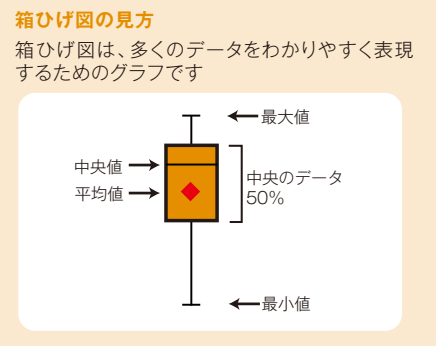 箱ひげ図の見方
箱ひげ図は、多くのデータをわかりやすく表現
するためのグラフです
最大値
中央値
平均値
中央のデータ
50%
最小値